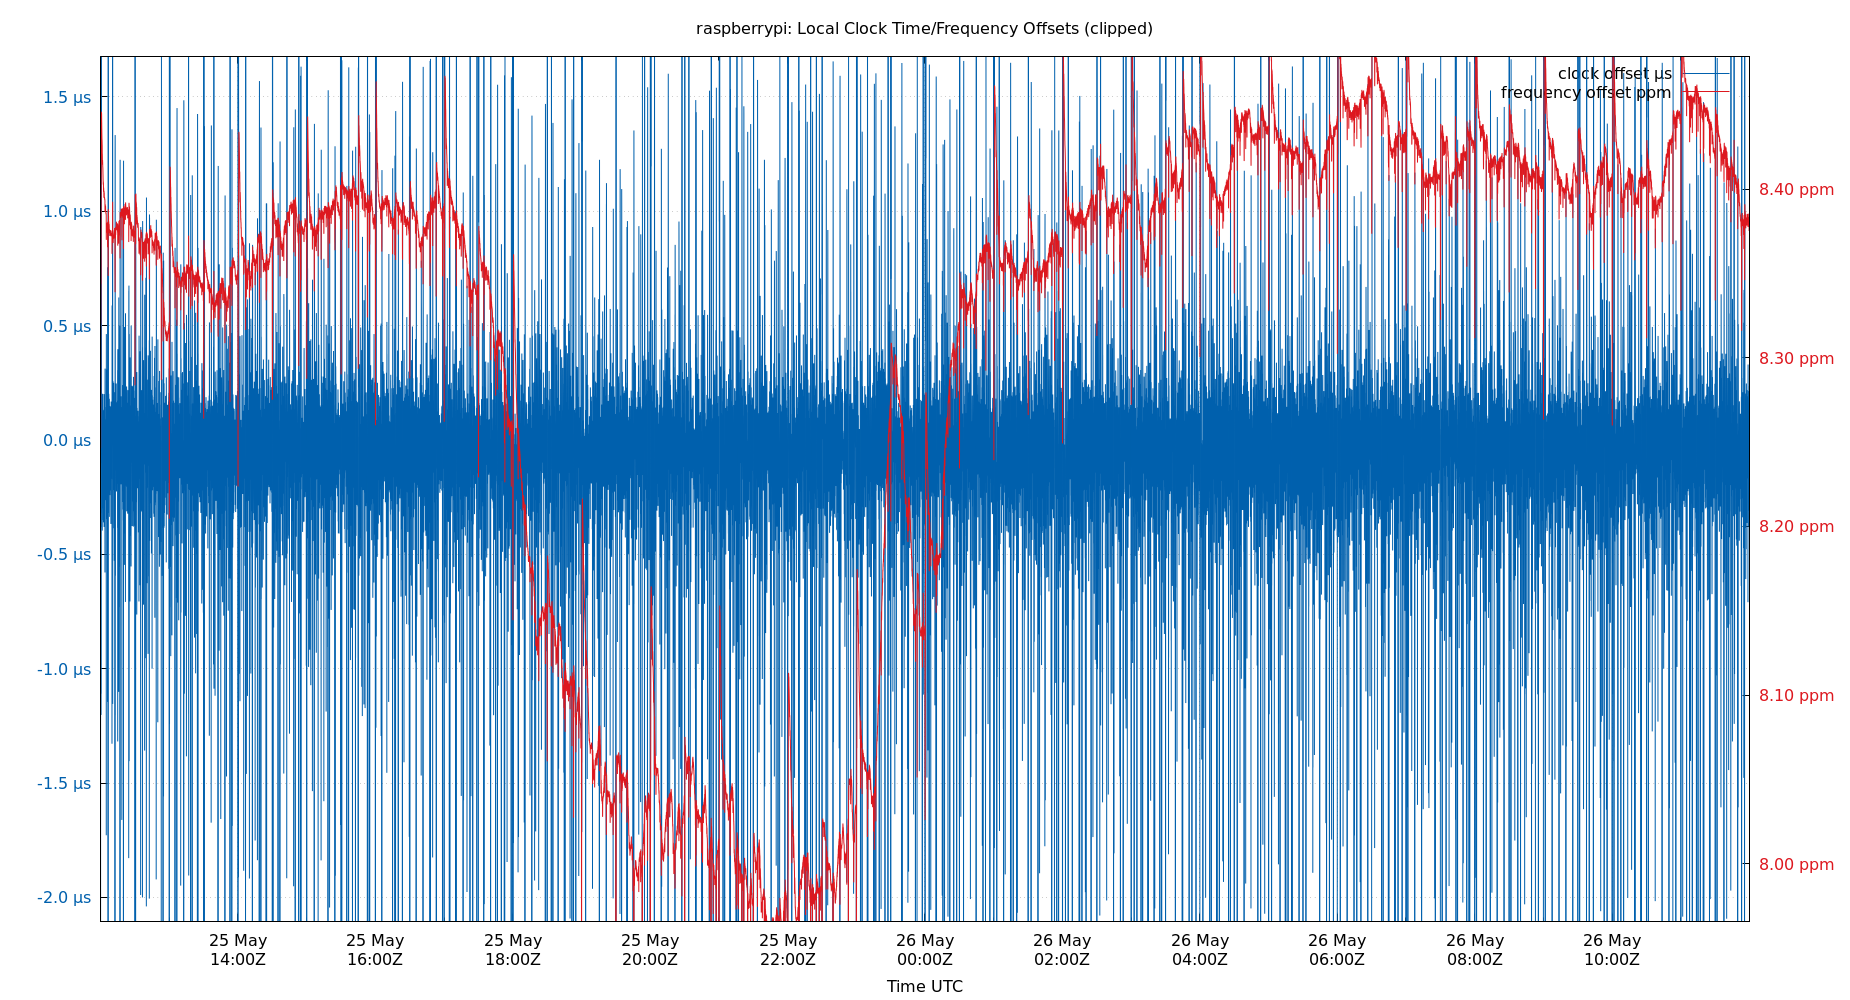 raspberrypi: Local Clock Time/Frequency Offsets (clipped)
clock offset µs
frequency offset ppm
1.5 µs
1.0 µs
0.5 µs
0.0 µs
-0.5 µs
-1.0 µs
-1.5 µs
-2.0 µs
8.40 ppm
8.30 ppm
8.20 ppm
8.10 ppm
8.00 ppm
25 May 25 May 25 May 25 May 25 May 26 May 26 May 26 May 26 May 26 May 26 May
14:00Z 16:00Z 18:00Z 20:00Z 22:00Z 00:00Z 02:00Z 04:00Z 06:00Z 08:00Z 10:00Z
Time UTC